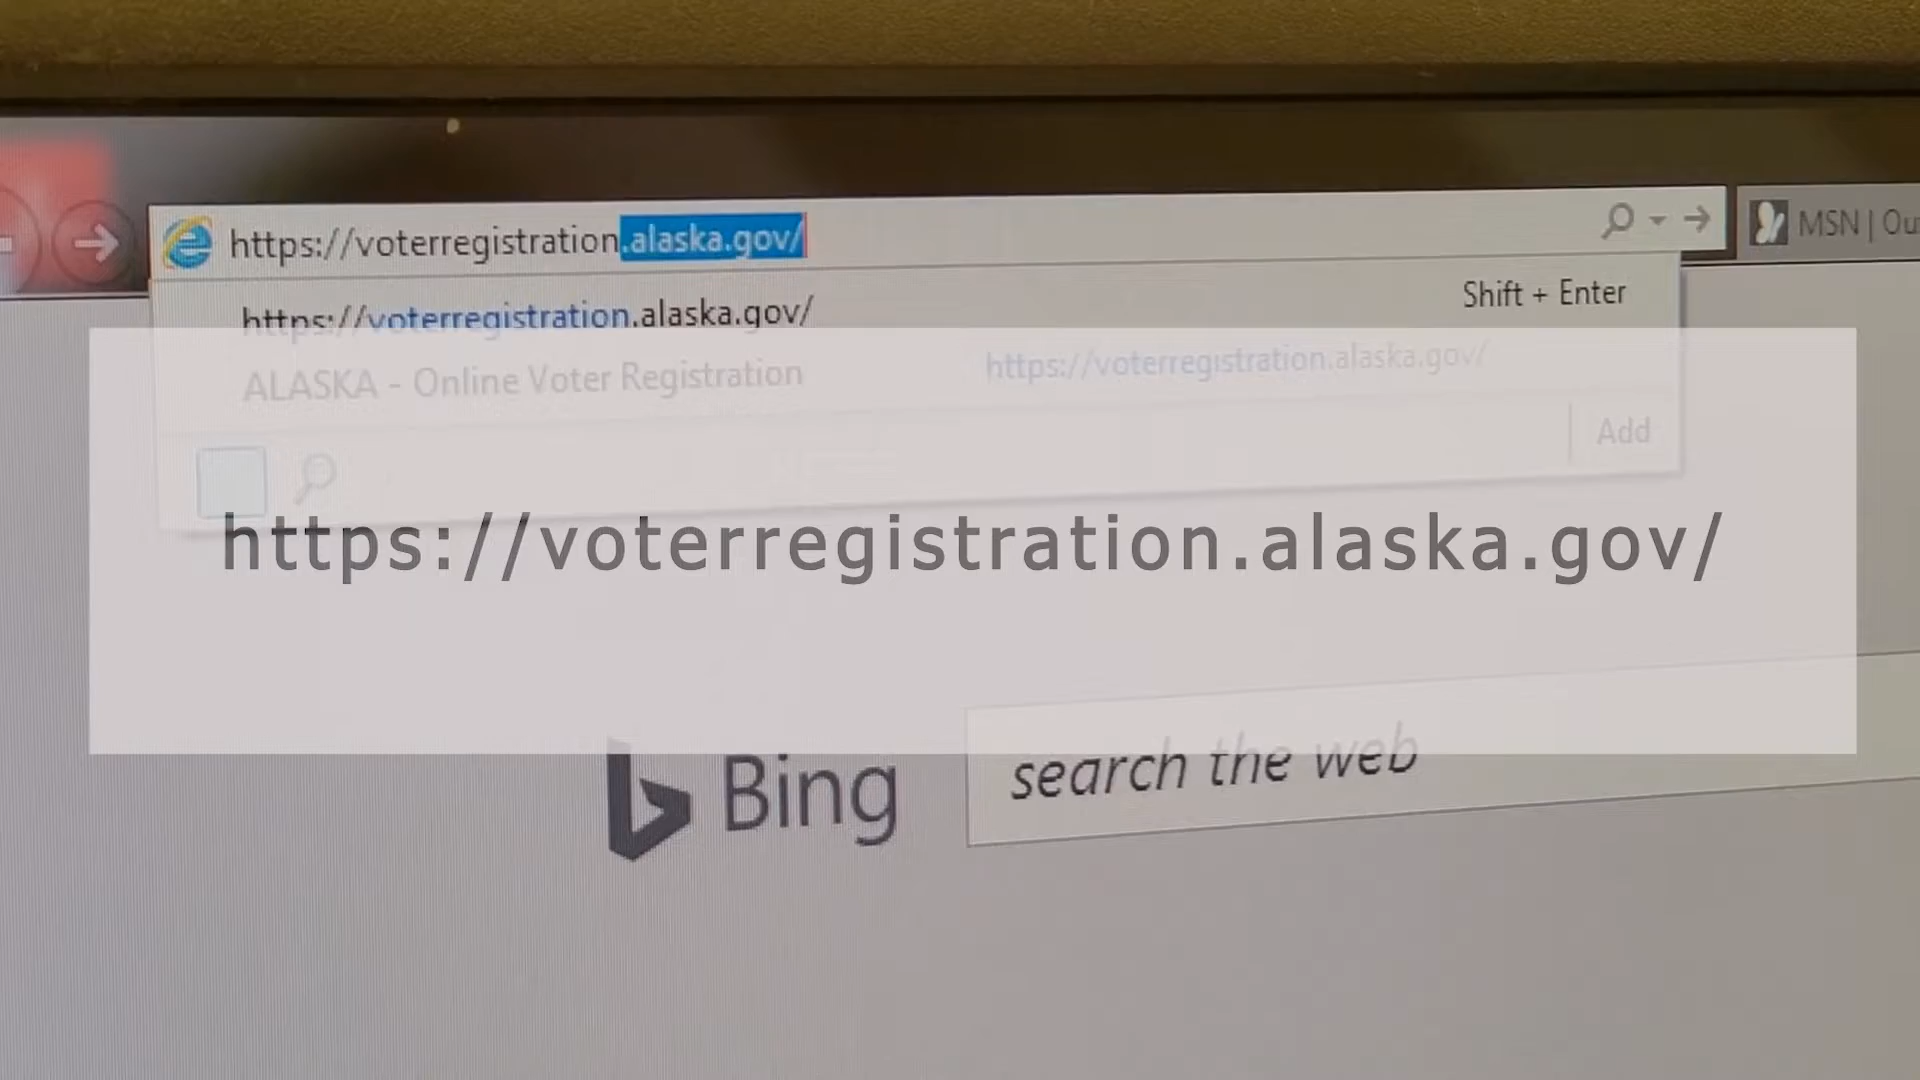 https://voterregistration.alaska.gov/
MSN | Ou
https://voterregistration.alaska.gov/
Shift + Enter
ALASKA - Online Voter Registration
https://voterregistration.alaska.gov/
Add
https://voterregistration.alaska.gov/
Bing
search the web